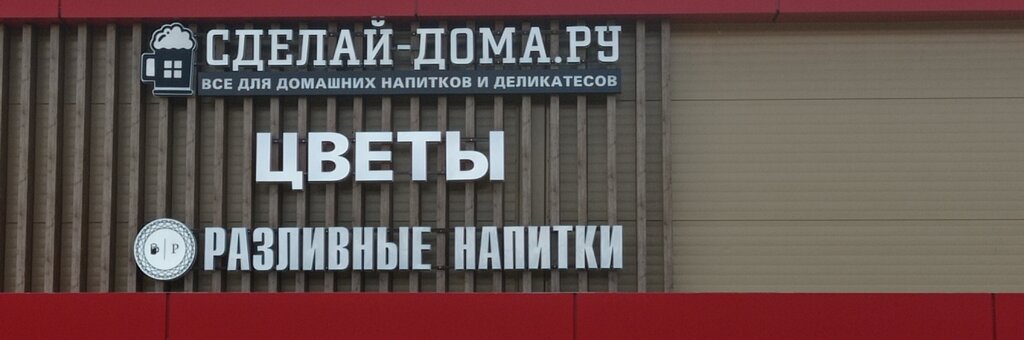 СДЕЛАЙ-ДОМА.РУ
ВСЕ ДЛЯ ДОМАШНИХ НАПИТКОВ И ДЕЛИКАТЕСОВ
ЦВЕТЫ
Р РАЗЛИВНЫЕ НАПИТКИ